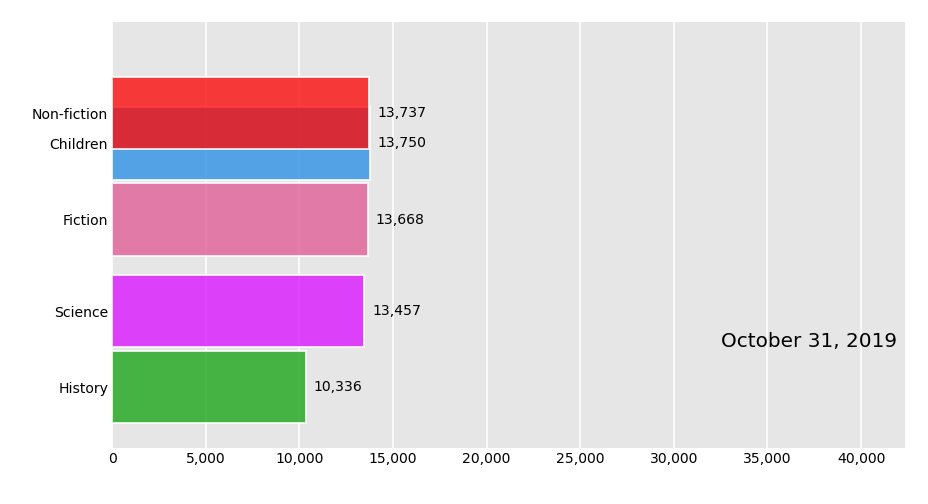 Non-fiction 13,737
Children 13,750
Fiction 13,668
Science 13,457
October 31, 2019
History 10,336
0 5,000 10,000 15,000 20,000 25,000 30,000 35,000 40,000